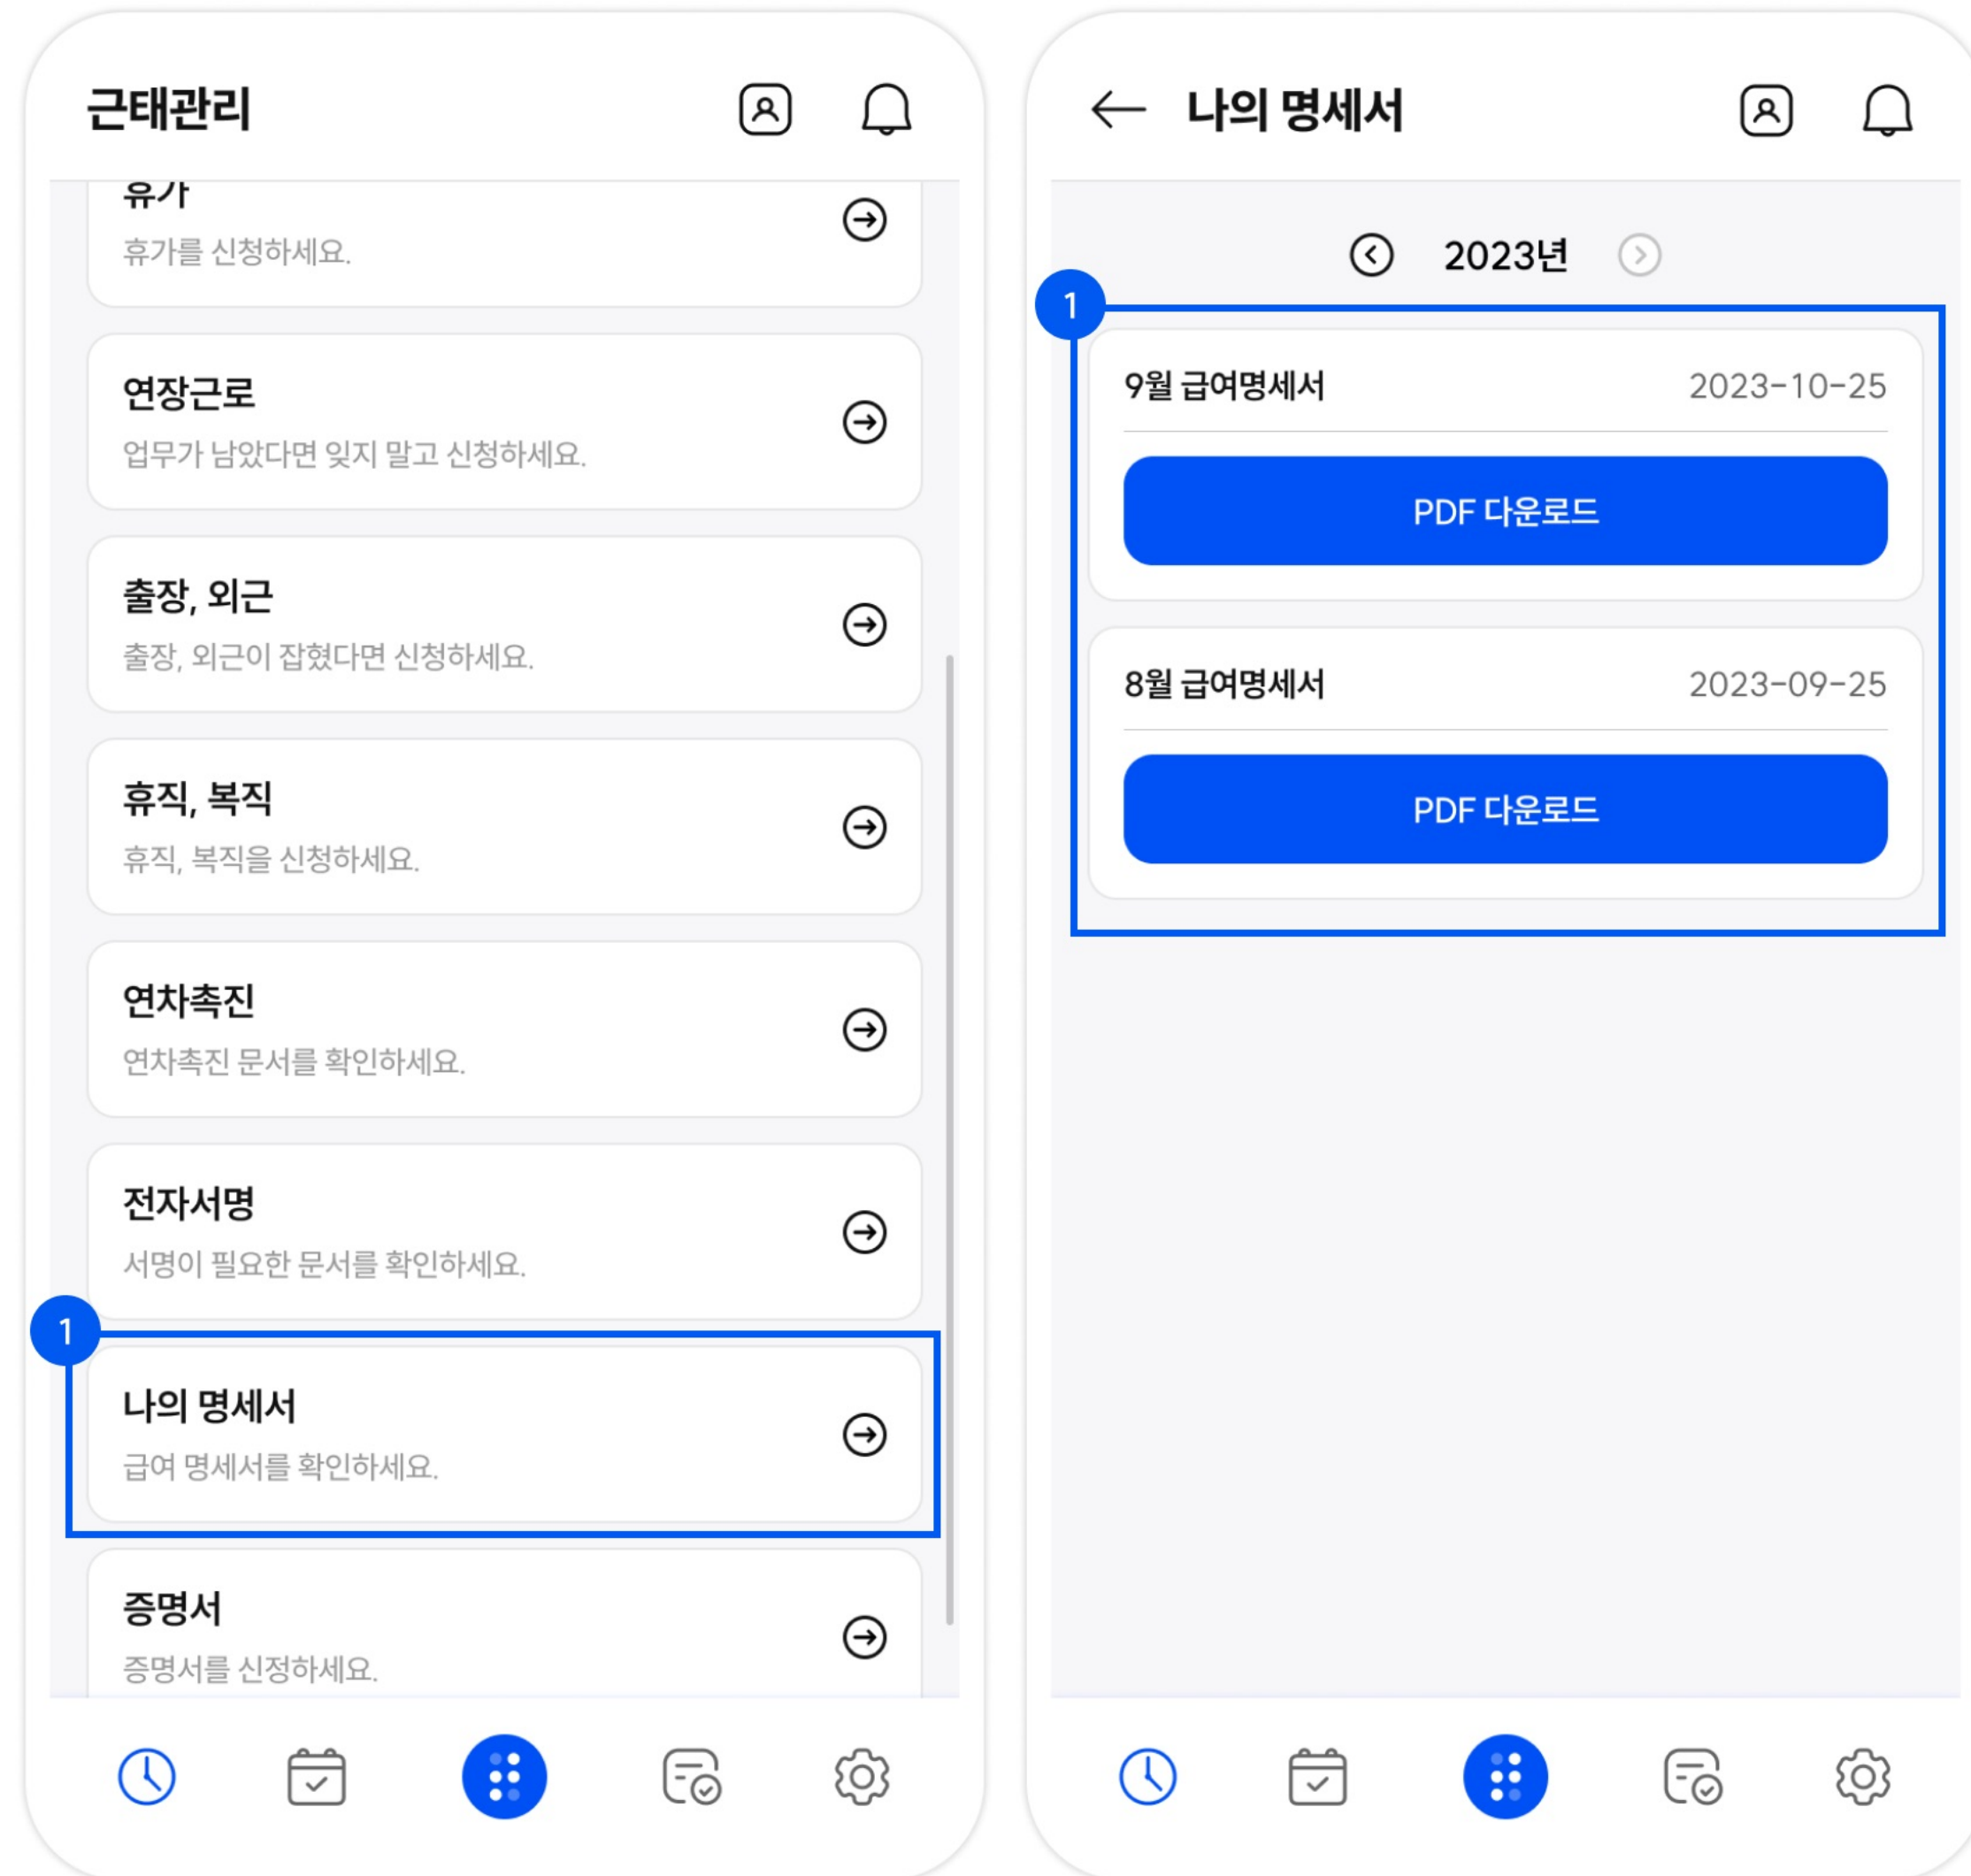 근태관리
휴가
휴가를 신청하세요.
연장근로
업무가 남았다면 잊지 말고 신청하세요.
출장, 외근
출장, 외근이 잡혔다면 신청하세요.
휴직, 복직
휴직, 복직을 신청하세요.
연차촉진
연차촉진 문서를 확인하세요.
전자서명
서명이 필요한 문서를 확인하세요.
1
나의 명세서
급여 명세서를 확인하세요.
증명서
증명서를 신정하세요.
나의 명세서
2023년
1
9월 급여명세서 2023-10-25
PDF 다운로드
8월 급여명세서 2023-09-25
PDF 다운로드